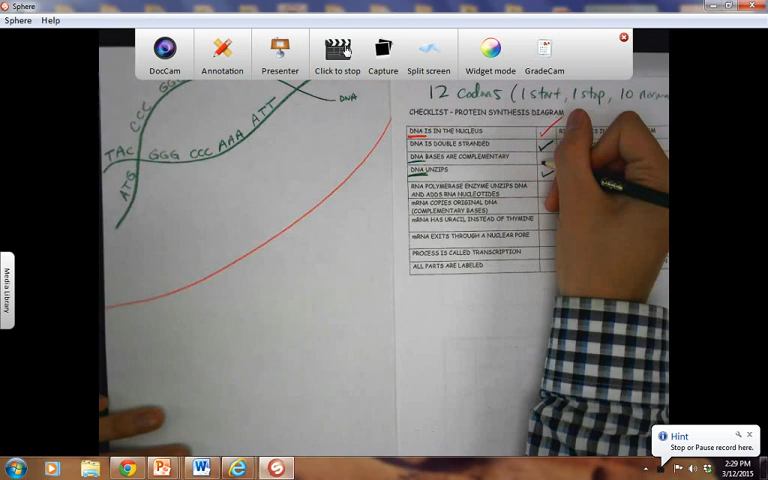 Sphere
Sphere Help
DocCam
Annotation
Presenter
Click to stop
Capture
Split screen
Widget mode
GradeCam
12 Codons (1 start, 1 stop, 10 norma
CHECKLIST - PROTEIN SYNTHESIS DIAGRAM
DNA IS IN THE NUCLEUS
DNA IS DOUBLE STRANDED
DNA BASES ARE COMPLEMENTARY
DNA UNZIPS
RNA POLYMERASE ENZYME UNZIPS DNA
AND ADDS RNA NUCLEOTIDES
mRNA COPIES ORIGINAL DNA
(COMPLEMENTARY BASES)
mRNA HAS URACIL INSTEAD OF THYMINE
mRNA EXITS THROUGH A NUCLEAR PORE
PROCESS IS CALLED TRANSCRIPTION
ALL PARTS ARE LABELED
DNA
CCC
TAC
GGG CCC AAA ATT
ATG
Media Library
Hint
Stop or Pause record here.
2:29 PM
3/12/2015